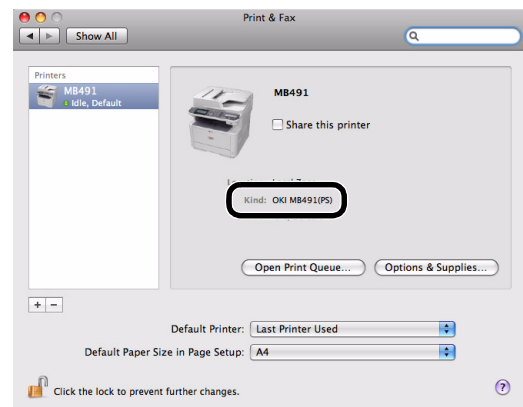 Print & Fax
Show All
Printers
MB491
Idle, Default
MB491
Share this printer
Kind: OKI MB491(PS)
Open Print Queue...
Options & Supplies...
+ −
Default Printer: Last Printer Used
Default Paper Size in Page Setup: A4
Click the lock to prevent further changes.
?